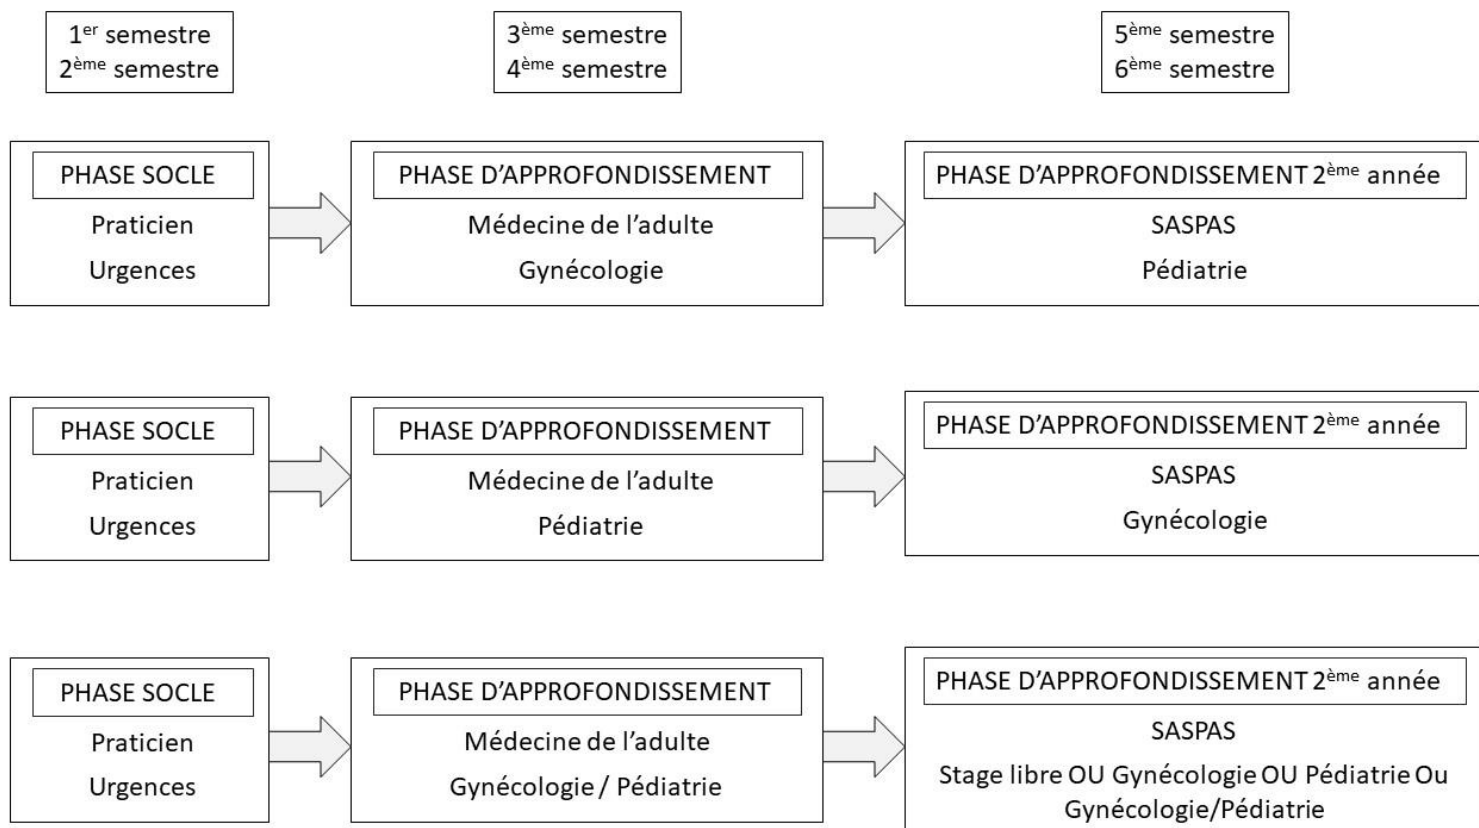 1er semestre
2ème semestre
3ème semestre
4ème semestre
5ème semestre
6ème semestre
PHASE SOCLE
Praticien
Urgences
PHASE D’APPROFONDISSEMENT
Médecine de l’adulte
Gynécologie
PHASE D’APPROFONDISSEMENT 2ème année
SASPAS
Pédiatrie
PHASE SOCLE
Praticien
Urgences
PHASE D’APPROFONDISSEMENT
Médecine de l’adulte
Pédiatrie
PHASE D’APPROFONDISSEMENT 2ème année
SASPAS
Gynécologie
PHASE SOCLE
Praticien
Urgences
PHASE D’APPROFONDISSEMENT
Médecine de l’adulte
Gynécologie / Pédiatrie
PHASE D’APPROFONDISSEMENT 2ème année
SASPAS
Stage libre OU Gynécologie OU Pédiatrie Ou
Gynécologie/Pédiatrie